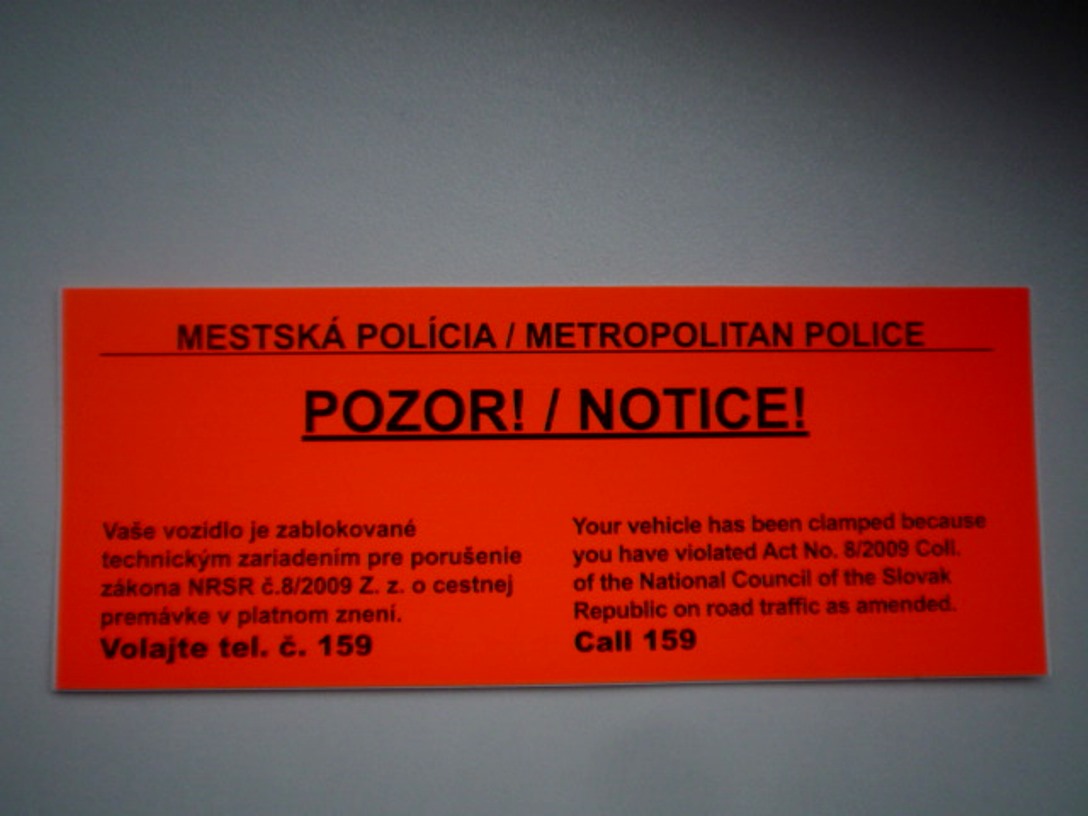 MESTSKÁ POLÍCIA / METROPOLITAN POLICE
POZOR! / NOTICE!
Vaše vozidlo je zablokované
technickým zariadením pre porušenie
zákona NRSR č.8/2009 Z. z. o cestnej
premávke v platnom znení.
Volajte tel. č. 159
Your vehicle has been clamped because
you have violated Act No. 8/2009 Coll.
of the National Council of the Slovak
Republic on road traffic as amended.
Call 159